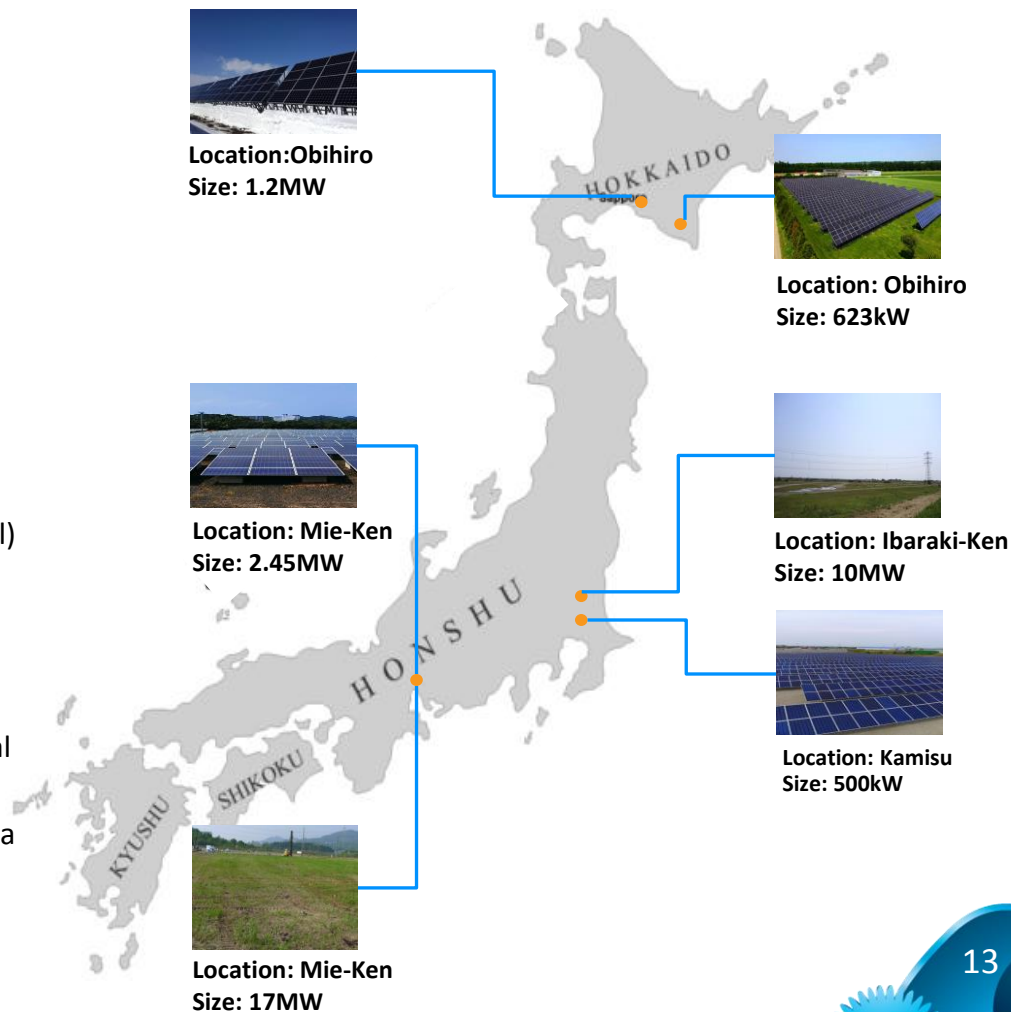 Location:Obihiro
Size: 1.2MW
HOKKAIDO
sapporo
Location: Obihiro
Size: 623kW
Location: Mie-Ken
Size: 2.45MW
l)
Location: Ibaraki-Ken
Size: 10MW
HONSHU
al
Location: Kamisu
Size: 500kW
SHIKOKU
a
KYUSHU
Location: Mie-Ken
Size: 17MW
13